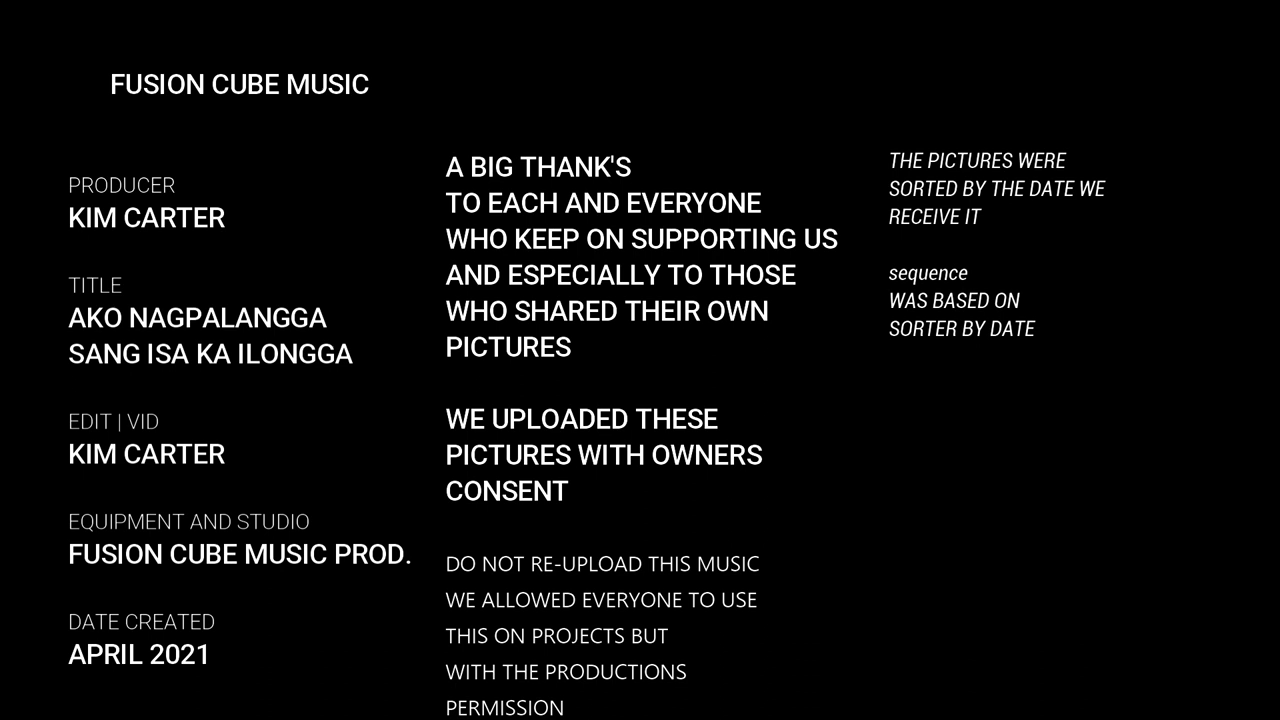 FUSION CUBE MUSIC
PRODUCER
KIM CARTER
TITLE
AKO NAGPALANGGA
SANG ISA KA ILONGGA
EDIT | VID
KIM CARTER
EQUIPMENT AND STUDIO
FUSION CUBE MUSIC PROD.
DATE CREATED
APRIL 2021
A BIG THANK'S
TO EACH AND EVERYONE
WHO KEEP ON SUPPORTING US
AND ESPECIALLY TO THOSE
WHO SHARED THEIR OWN
PICTURES
WE UPLOADED THESE
PICTURES WITH OWNERS
CONSENT
DO NOT RE-UPLOAD THIS MUSIC
WE ALLOWED EVERYONE TO USE
THIS ON PROJECTS BUT
WITH THE PRODUCTIONS
PERMISSION
THE PICTURES WERE
SORTED BY THE DATE WE
RECEIVE IT
sequence
WAS BASED ON
SORTER BY DATE